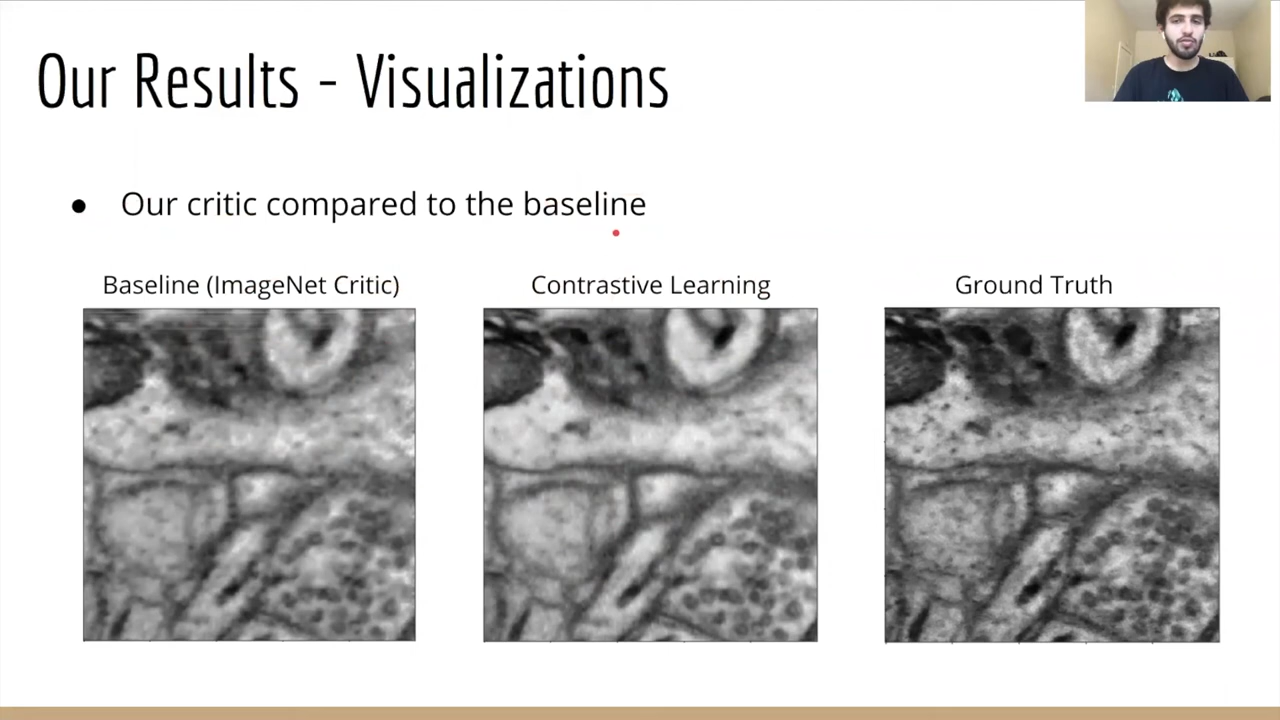 Our Results - Visualizations
● Our critic compared to the baseline
Baseline (ImageNet Critic)
Contrastive Learning
Ground Truth